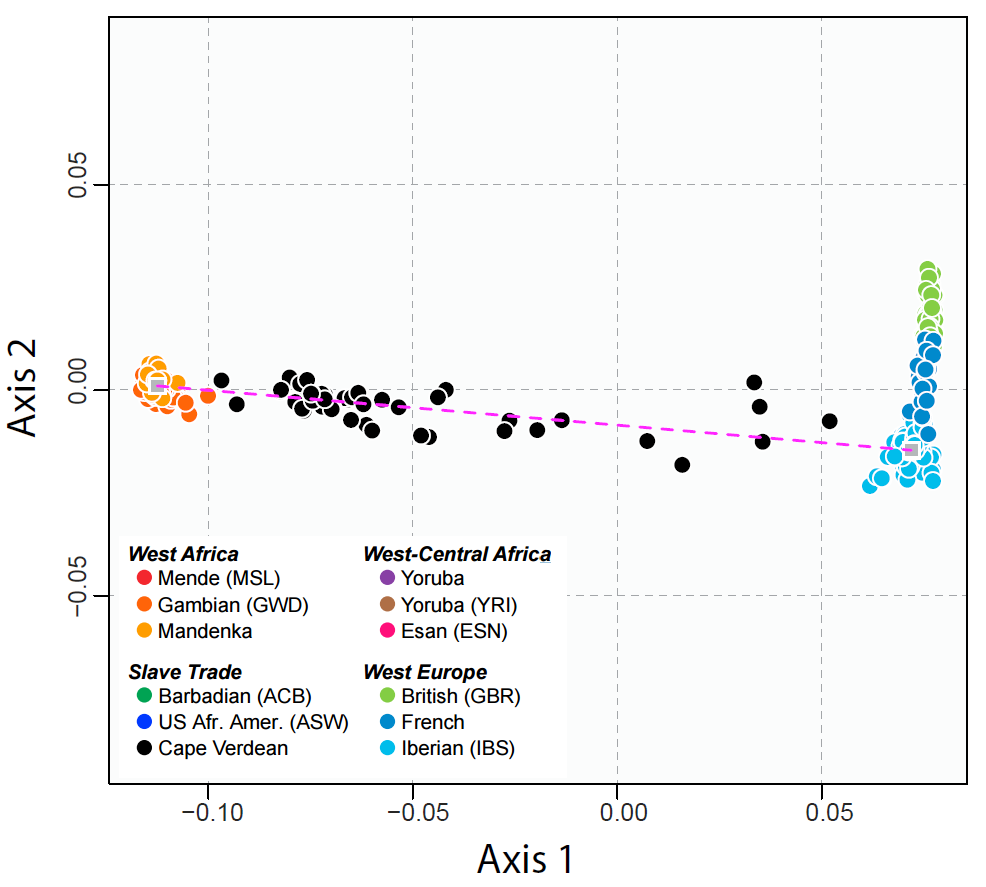 Axis 2
0.05
0.00
−0.05
West Africa
Mende (MSL)
Gambian (GWD)
Mandenka
West-Central Africa
Yoruba
Yoruba (YRI)
Esan (ESN)
Slave Trade
Barbadian (ACB)
US Afr. Amer. (ASW)
Cape Verdean
West Europe
British (GBR)
French
Iberian (IBS)
−0.10
−0.05
0.00
0.05
Axis 1